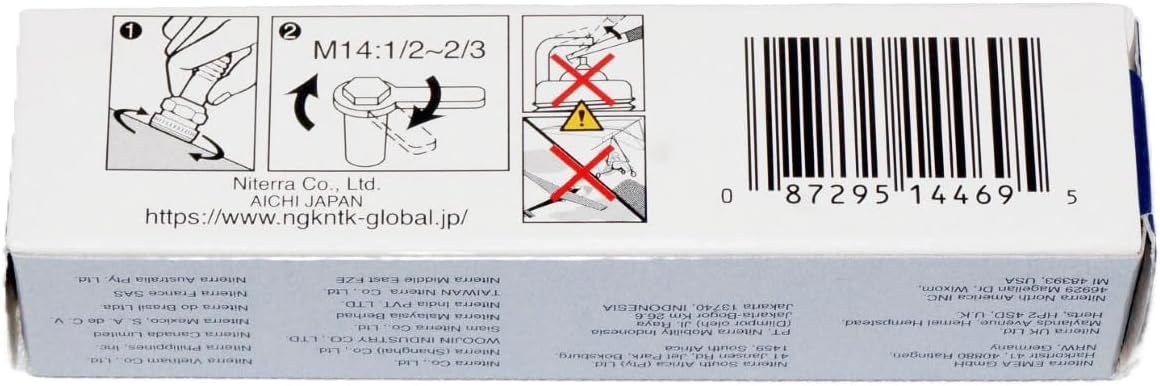 1
2
M14:1/2~2/3
Niterra Co., Ltd.
AICHI JAPAN
https://www.ngkntk-global.jp/
0 87295 14469 5
Niterra EMEA GmbH
Harkortstr. 41, 40880 Ratingen,
NRW, Germany
Niterra UK Ltd.
Maylands Avenue, Hemel Hempstead
Herts, HP2 4SD, U.K.
Niterra North America INC
46929 Magellan Dr, Wixom,
MI 48393, USA
Niterra South Africa (Pty) Ltd.
41 Jansen Rd, Jet Park, Boksburg,
1459, South Africa
PT. Niterra Mobility Indonesia
(Diimpor oleh) Jl. Raya
Jakarta-Bogor Km 26.6,
Jakarta 13740, INDONESIA
Niterra Co., Ltd.
Niterra (Shanghai) Co., Ltd.
WOOJIN INDUSTRY CO. LTD
Siam Niterra Co., Ltd.
Niterra Malaysia Berhad
Niterra India PVT. LTD.
TAIWAN NITERRA Co., Ltd.
Niterra Middle East FZE
Niterra Vietnam Co., Ltd
Niterra Philippines, Inc.
Niterra Canada Limited
Niterra Mexico, S. A. de C. V
Niterra do Brasil Ltda
Niterra France SAS
Niterra Australia Pty. Ltd.